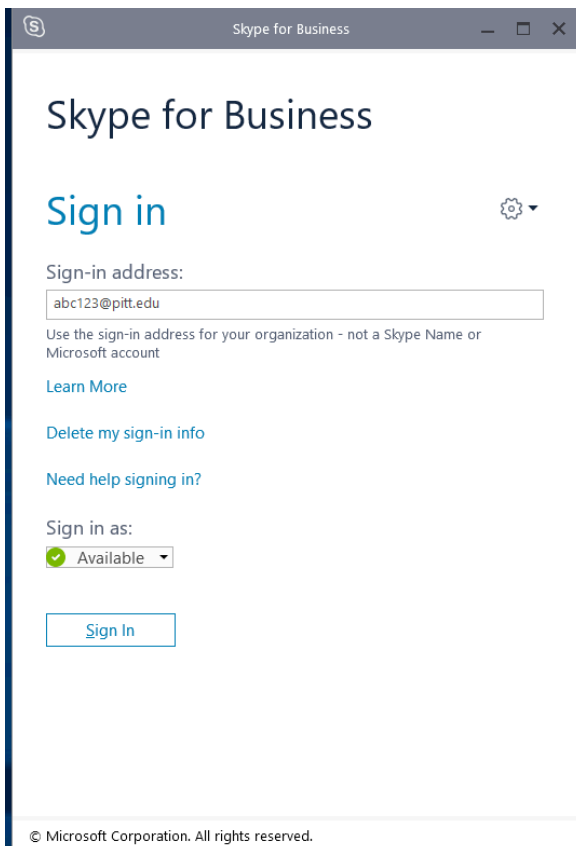 Skype for Business
Skype for Business
Sign in
Sign-in address:
abc123@pitt.edu
Use the sign-in address for your organization - not a Skype Name or
Microsoft account
Learn More
Delete my sign-in info
Need help signing in?
Sign in as:
Available
Sign In
© Microsoft Corporation. All rights reserved.